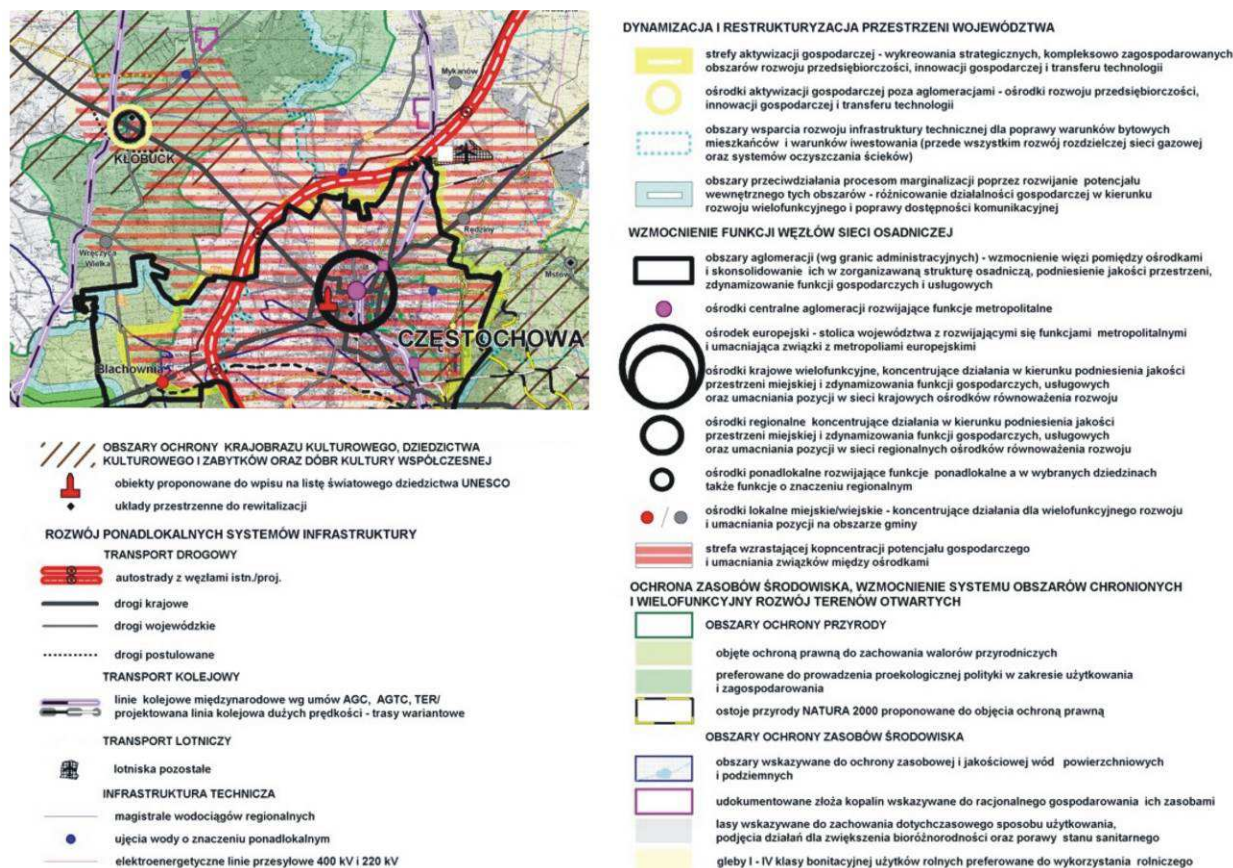 Mykanów
KŁOBUCK
Rędziny
Wręczyca
Wielka
Mstów
CZĘSTOCHOWA
Blachownia
OBSZARY OCHRONY KRAJOBRAZU KULTUROWEGO, DZIEDZICTWA
KULTUROWEGO I ZABYTKÓW ORAZ DÓBR KULTURY WSPÓŁCZESNEJ
obiekty proponowane do wpisu na listę światowego dziedzictwa UNESCO
układy przestrzenne do rewitalizacji
ROZWÓJ PONADLOKALNYCH SYSTEMÓW INFRASTRUKTURY
TRANSPORT DROGOWY
autostrady z węzłami istn./proj.
drogi krajowe
drogi wojewódzkie
drogi postulowane
TRANSPORT KOLEJOWY
linie kolejowe międzynarodowe wg umów AGC, AGTC, TER/
projektowana linia kolejowa dużych prędkości - trasy wariantowe
TRANSPORT LOTNICZY
lotniska pozostałe
INFRASTRUKTURA TECHNICZNA
magistrale wodociągów regionalnych
ujęcia wody o znaczeniu ponadlokalnym
elektroenergetyczne linie przesyłowe 400 kV i 220 kV
DYNAMIZACJA I RESTRUKTURYZACJA PRZESTRZENI WOJEWÓDZTWA
strefy aktywizacji gospodarczej - wykreowania strategicznych, kompleksowo zagospodarowanych
obszarów rozwoju przedsiębiorczości, innowacji gospodarczej i transferu technologii
ośrodki aktywizacji gospodarczej poza aglomeracjami - ośrodki rozwoju przedsiębiorczości,
innowacji gospodarczej i transferu technologii
obszary wsparcia rozwoju infrastruktury technicznej dla poprawy warunków bytowych
mieszkańców i warunków iwestowania (przede wszystkim rozwój rozdzielczej sieci gazowej
oraz systemów oczyszczania ścieków)
obszary przeciwdziałania procesom marginalizacji poprzez rozwijanie potencjału
wewnętrznego tych obszarów - różnicowanie działalności gospodarczej w kierunku
rozwoju wielofunkcyjnego i poprawy dostępności komunikacyjnej
WZMOCNIENIE FUNKCJI WĘZŁÓW SIECI OSADNICZEJ
obszary aglomeracji (wg granic administracyjnych) - wzmocnienie więzi pomiędzy ośrodkami
i skonsolidowanie ich w zorganizawaną strukturę osadniczą, podniesienie jakości przestrzeni,
zdynamizowanie funkcji gospodarczych i usługowych
ośrodki centralne aglomeracji rozwijające funkcje metropolitalne
ośrodek europejski - stolica województwa z rozwijającymi się funkcjami metropolitalnymi
i umacniająca związki z metropoliami europejskimi
ośrodki krajowe wielofunkcyjne, koncentrujące działania w kierunku podniesienia jakości
przestrzeni miejskiej i zdynamizowania funkcji gospodarczych, usługowych
oraz umacniania pozycji w sieci krajowych ośrodków równoważenia rozwoju
ośrodki regionalne koncentrujące działania w kierunku podniesienia jakości
przestrzeni miejskiej i zdynamizowania funkcji gospodarczych, usługowych
oraz umacniania pozycji w sieci regionalnych ośrodków równoważenia rozwoju
ośrodki ponadlokalne rozwijające funkcje ponadlokalne a w wybranych dziedzinach
także funkcje o znaczeniu regionalnym
ośrodki lokalne miejskie/wiejskie - koncentrujące działania dla wielofunkcyjnego rozwoju
i umacniania pozycji na obszarze gminy
strefa wzrastającej kopncentracji potencjału gospodarczego
i umacniania związków między ośrodkami
OCHRONA ZASOBÓW ŚRODOWISKA, WZMOCNIENIE SYSTEMU OBSZARÓW CHRONIONYCH
I WIELOFUNKCYJNY ROZWÓJ TERENÓW OTWARTYCH
OBSZARY OCHRONY PRZYRODY
objęte ochroną prawną do zachowania walorów przyrodniczych
preferowane do prowadzenia proekologicznej polityki w zakresie użytkowania
i zagospodarowania
ostoje przyrody NATURA 2000 proponowane do objęcia ochroną prawną
OBSZARY OCHRONY ZASOBÓW ŚRODOWISKA
obszary wskazywane do ochrony zasobowej i jakościowej wód powierzchniowych
i podziemnych
udokumentowane złoża kopalin wskazywane do racjonalnego gospodarowania ich zasobami
lasy wskazywane do zachowania dotychczasowego sposobu użytkowania,
podjęcia działań dla zwiększenia bioróżnorodności oraz porawy stanu sanitarnego
gleby I - IV klasy bonitacyjnej użytków rolnych preferowane do wykorzystania rolniczego